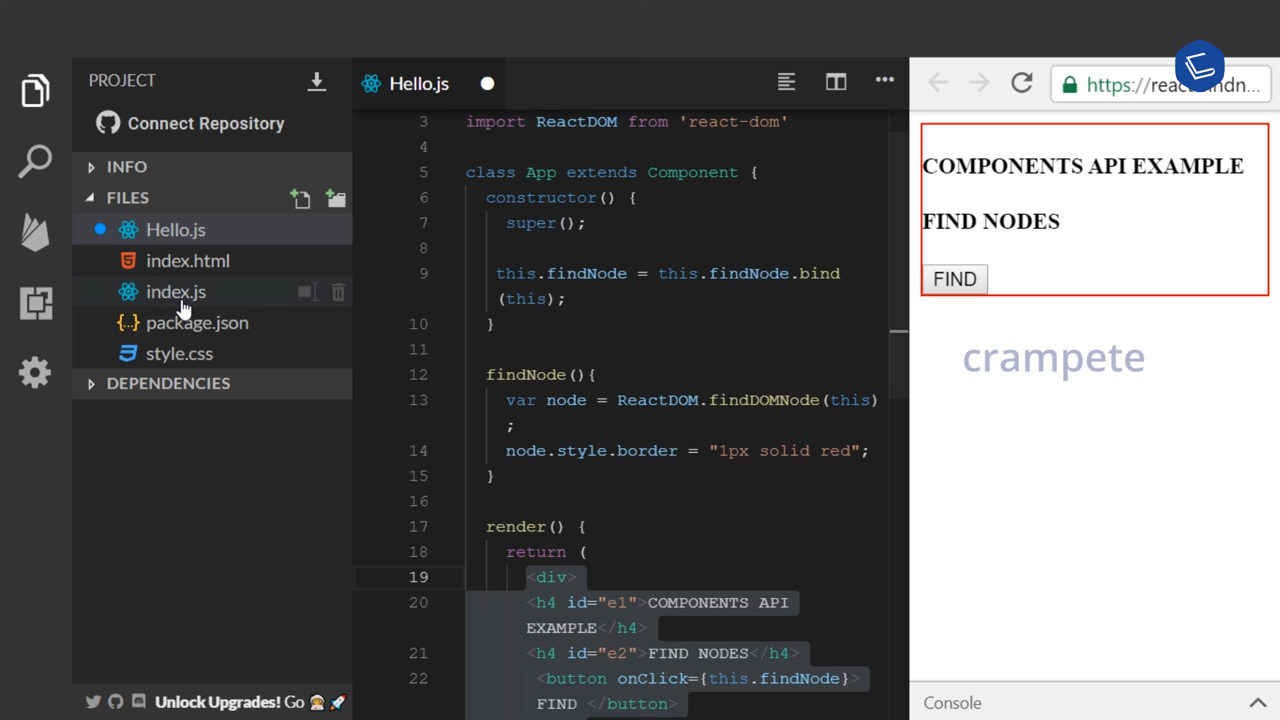 PROJECT
Connect Repository
INFO
FILES
Hello.js
index.html
index.js
package.json
style.css
DEPENDENCIES
Unlock Upgrades! Go
Hello.js
3 import ReactDOM from 'react-dom'
4
5 class App extends Component {
6 constructor() {
7 super();
8
9 this.findNode = this.findNode.bind
(this);
10 }
11
12 findNode(){
13 var node = ReactDOM.findDOMNode(this)
;
14 node.style.border = "1px solid red";
15 }
16
17 render() {
18 return (
19 <div>
20 <h4 id="e1">COMPONENTS API
EXAMPLE</h4>
21 <h4 id="e2">FIND NODES</h4>
22 <button onClick={this.findNode}>
FIND </button>
COMPONENTS API EXAMPLE
FIND NODES
FIND
crampete
Console